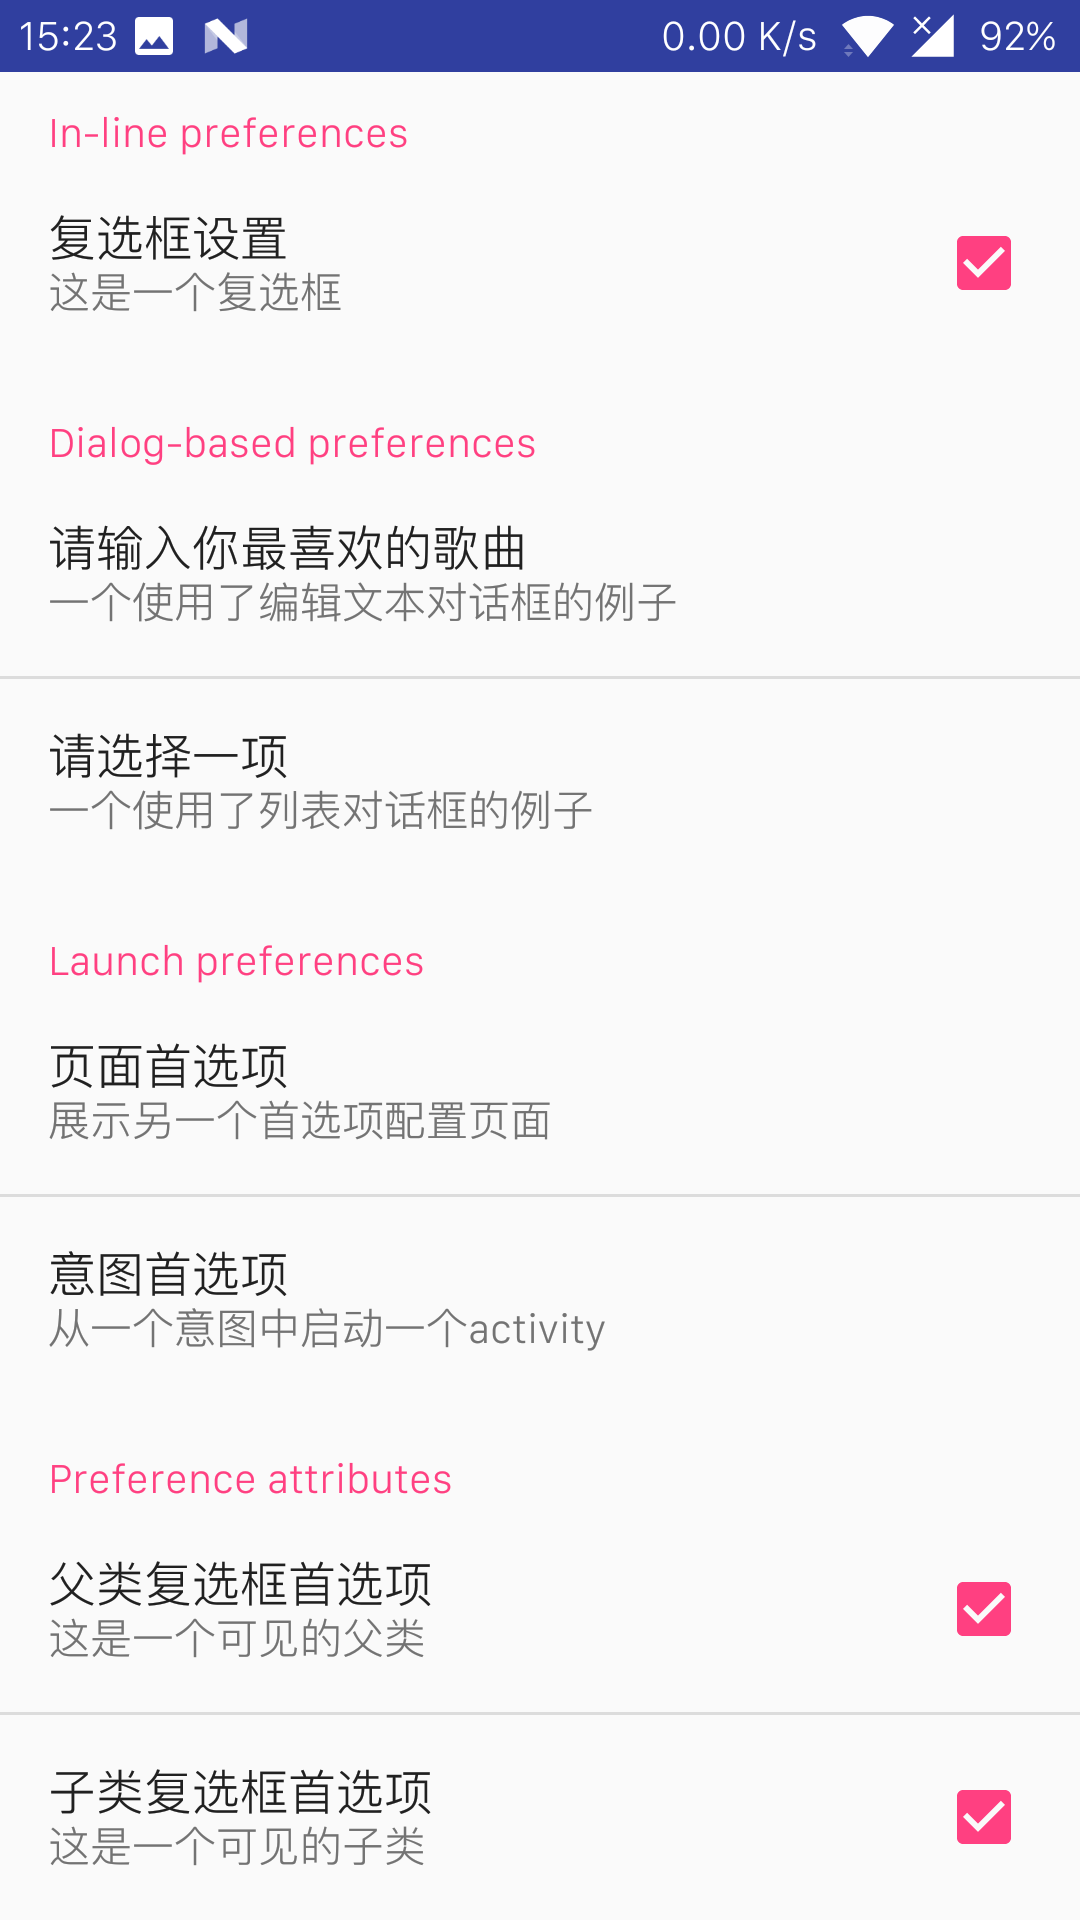 15:23 0.00 K/s 92%
In-line preferences
复选框设置
这是一个复选框
Dialog-based preferences
请输入你最喜欢的歌曲
一个使用了编辑文本对话框的例子
请选择一项
一个使用了列表对话框的例子
Launch preferences
页面首选项
展示另一个首选项配置页面
意图首选项
从一个意图中启动一个activity
Preference attributes
父类复选框首选项
这是一个可见的父类
子类复选框首选项
这是一个可见的子类